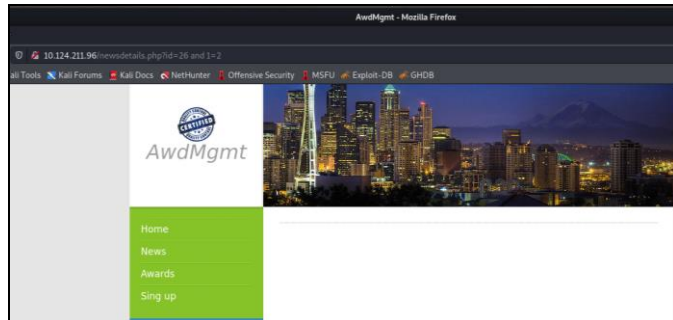 AwdMgmt - Mozilla Firefox
10.124.211.96/newsdetails.php?id=26 and 1=2
ali Tools Kali Forums Kali Docs NetHunter Offensive Security MSFU Exploit-DB GHDB
CERTIFIED
AwdMgmt
Home
News
Awards
Sing up